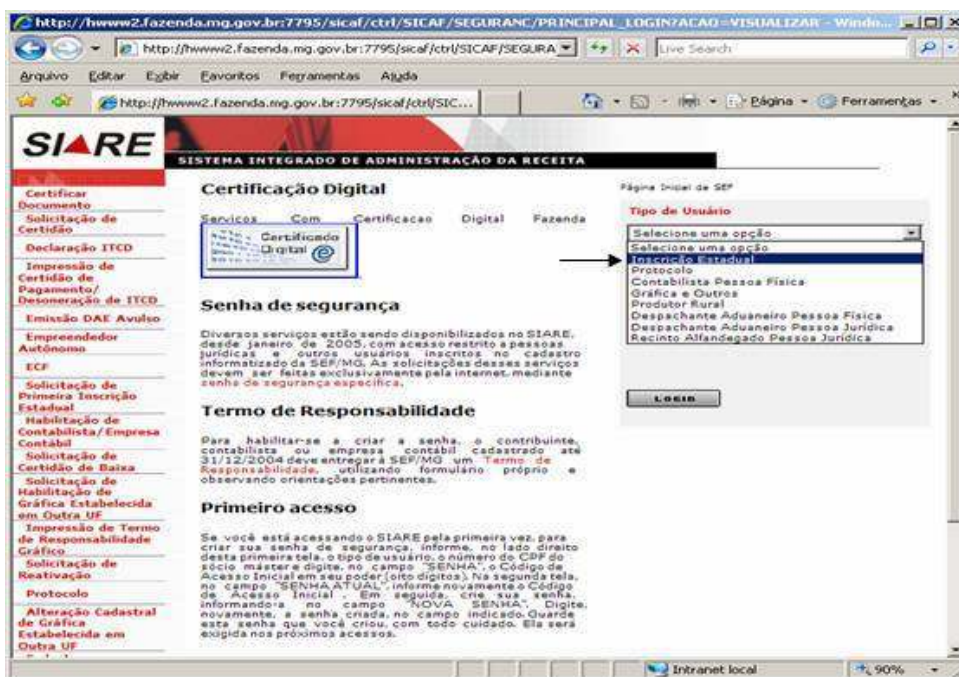 http://hwww2.fazenda.mg.gov.br:7795/sicaf/ctrl/SICAF/SEGURANC/PRINCIPAL_LOGIN?ACAO=VISUALIZAR - Windo...
http://hwww2.fazenda.mg.gov.br:7795/sicaf/ctrl/SICAF/SEGURA
Live Search
Arquivo Editar Exibir Favoritos Ferramentas Ajuda
http://hwww2.fazenda.mg.gov.br:7795/sicaf/ctrl/SIC...
Página
Ferramentas
SIARE
SISTEMA INTEGRADO DE ADMINISTRAÇÃO DA RECEITA
Certificar
Documento
Solicitação de
Certidão
Declaração ITCD
Impressão de
Certidão de
Pagamento/
Desoneração de ITCD
Emissão DAE Avulso
Empreendedor
Autônomo
ECF
Solicitação de
Primeira Inscrição
Estadual
Habilitação de
Contabilista/Empresa
Contábil
Solicitação de
Certidão de Baixa
Solicitação de
Habilitação de
Gráfica Estabelecida
em Outra UF
Impressão de Termo
de Responsabilidade
Gráfico
Solicitação de
Reativação
Protocolo
Alteração Cadastral
de Gráfica
Estabelecida em
Outra UF
Certificação Digital
Servicos Com Certificacao Digital Fazenda
Certificado
Digital
Senha de segurança
Diversos serviços estão sendo disponibilizados no SIARE,
desde janeiro de 2005, com acesso restrito a pessoas
jurídicas e outros usuários inscritos no cadastro
informatizado da SEF/MG. As solicitações desses serviços
devem ser feitas exclusivamente pela internet, mediante
senha de segurança específica.
Termo de Responsabilidade
Para habilitar-se a criar a senha, o contribuinte,
contabilista ou empresa contábil cadastrado até
31/12/2004 deve entregar à SEF/MG um Termo de
Responsabilidade, utilizando formulário próprio e
observando orientações pertinentes.
Primeiro acesso
Se você está acessando o SIARE pela primeira vez, para
criar sua senha de segurança, informe, no lado direito
desta primeira tela, o tipo de usuário, o número do CPF do
sócio máster e digite, no campo "SENHA", o Código de
Acesso Inicial em seu poder (oito dígitos). Na segunda tela,
no campo "SENHA ATUAL", informe novamente o Código
de Acesso Inicial . Em seguida, crie sua senha,
informando-a no campo "NOVA SENHA". Digite,
novamente, a senha criada, no campo indicado. Guarde
esta senha que você criou, com todo cuidado. Ela será
exigida nos próximos acessos.
Página Inicial da SEF
Tipo de Usuário
Selecione uma opção
Selecione uma opção
Inscrição Estadual
Protocolo
Contabilista Pessoa Física
Gráfica e Outros
Produtor Rural
Despachante Aduaneiro Pessoa Física
Despachante Aduaneiro Pessoa Jurídica
Recinto Alfandegado Pessoa Jurídica
LOGIN
Intranet local
90%